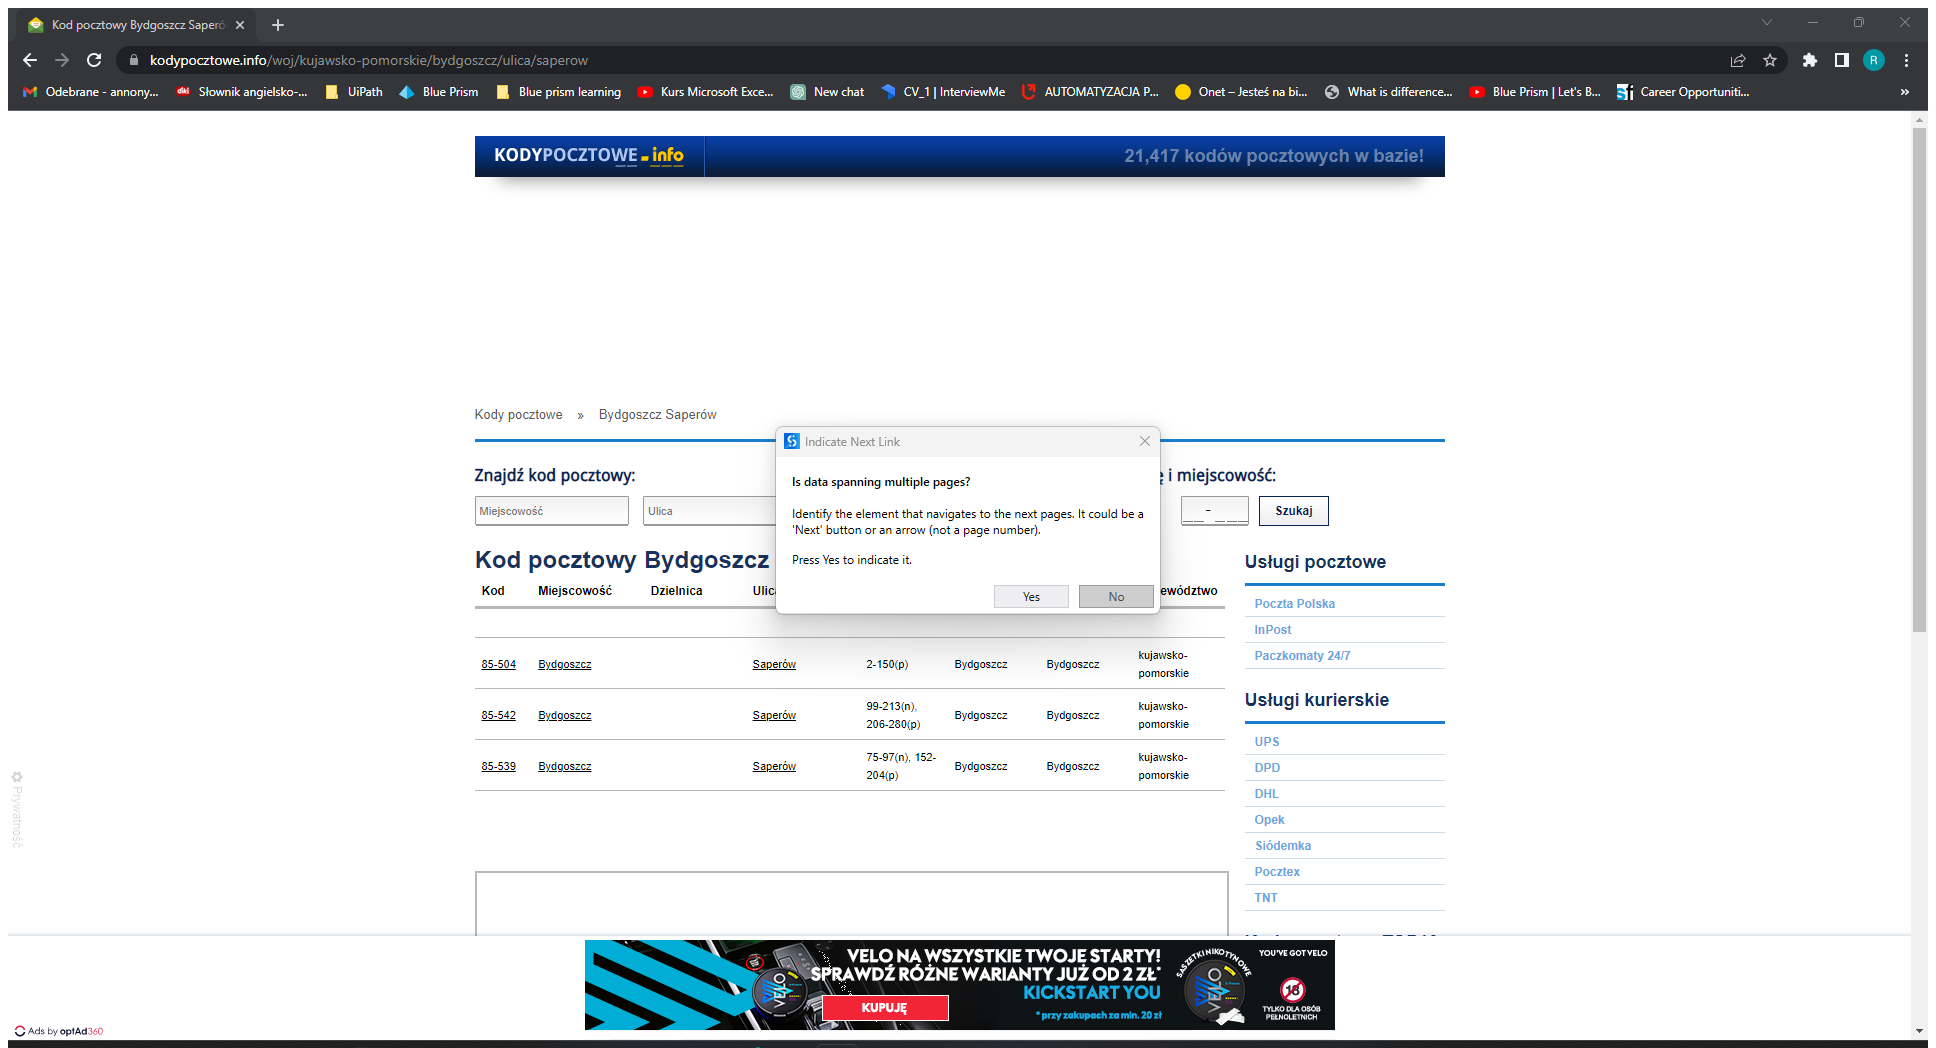 Kod pocztowy Bydgoszcz Saperó
kodypocztowe.info/woj/kujawsko-pomorskie/bydgoszcz/ulica/saperow
R
Odebrane - annony...
dki
Słownik angielsko-...
UiPath
Blue Prism
Blue prism learning
Kurs Microsoft Exce...
New chat
CV_1 | InterviewMe
AUTOMATYZACJA P...
Onet – Jesteś na bi...
What is difference...
Blue Prism | Let's B...
Career Opportuniti...
KODYPOCZTOWE-info
21,417 kodów pocztowych w bazie!
Kody pocztowe » Bydgoszcz Saperów
Indicate Next Link
Is data spanning multiple pages?
Identify the element that navigates to the next pages. It could be a
'Next' button or an arrow (not a page number).
Press Yes to indicate it.
Yes No
Znajdź kod pocztowy:
ę i miejscowość:
Miejscowość
Ulica
__-___
Szukaj
Kod pocztowy Bydgoszcz
Kod Miejscowość Dzielnica Ulica ewództwo
85-504 Bydgoszcz Saperów 2-150(p) Bydgoszcz Bydgoszcz kujawsko-
pomorskie
85-542 Bydgoszcz Saperów 99-213(n), Bydgoszcz Bydgoszcz kujawsko-
206-280(p) pomorskie
85-539 Bydgoszcz Saperów 75-97(n), 152- Bydgoszcz Bydgoszcz kujawsko-
204(p) pomorskie
Usługi pocztowe
Poczta Polska
InPost
Paczkomaty 24/7
Usługi kurierskie
UPS
DPD
DHL
Opek
Siódemka
Pocztex
TNT
Prywatność
VELO NA WSZYSTKIE TWOJE STARTY!
SPRAWDŹ RÓŻNE WARIANTY JUŻ OD 2 ZŁ*
KICKSTART YOU
KUPUJĘ
*przy zakupach za min. 20 zł
VELO
SASZETKI NIKOTYNOWE
VELO
YOU'VE GOT VELO
18
TYLKO DLA OSÓB
PEŁNOLETNICH
Ads by optAd360